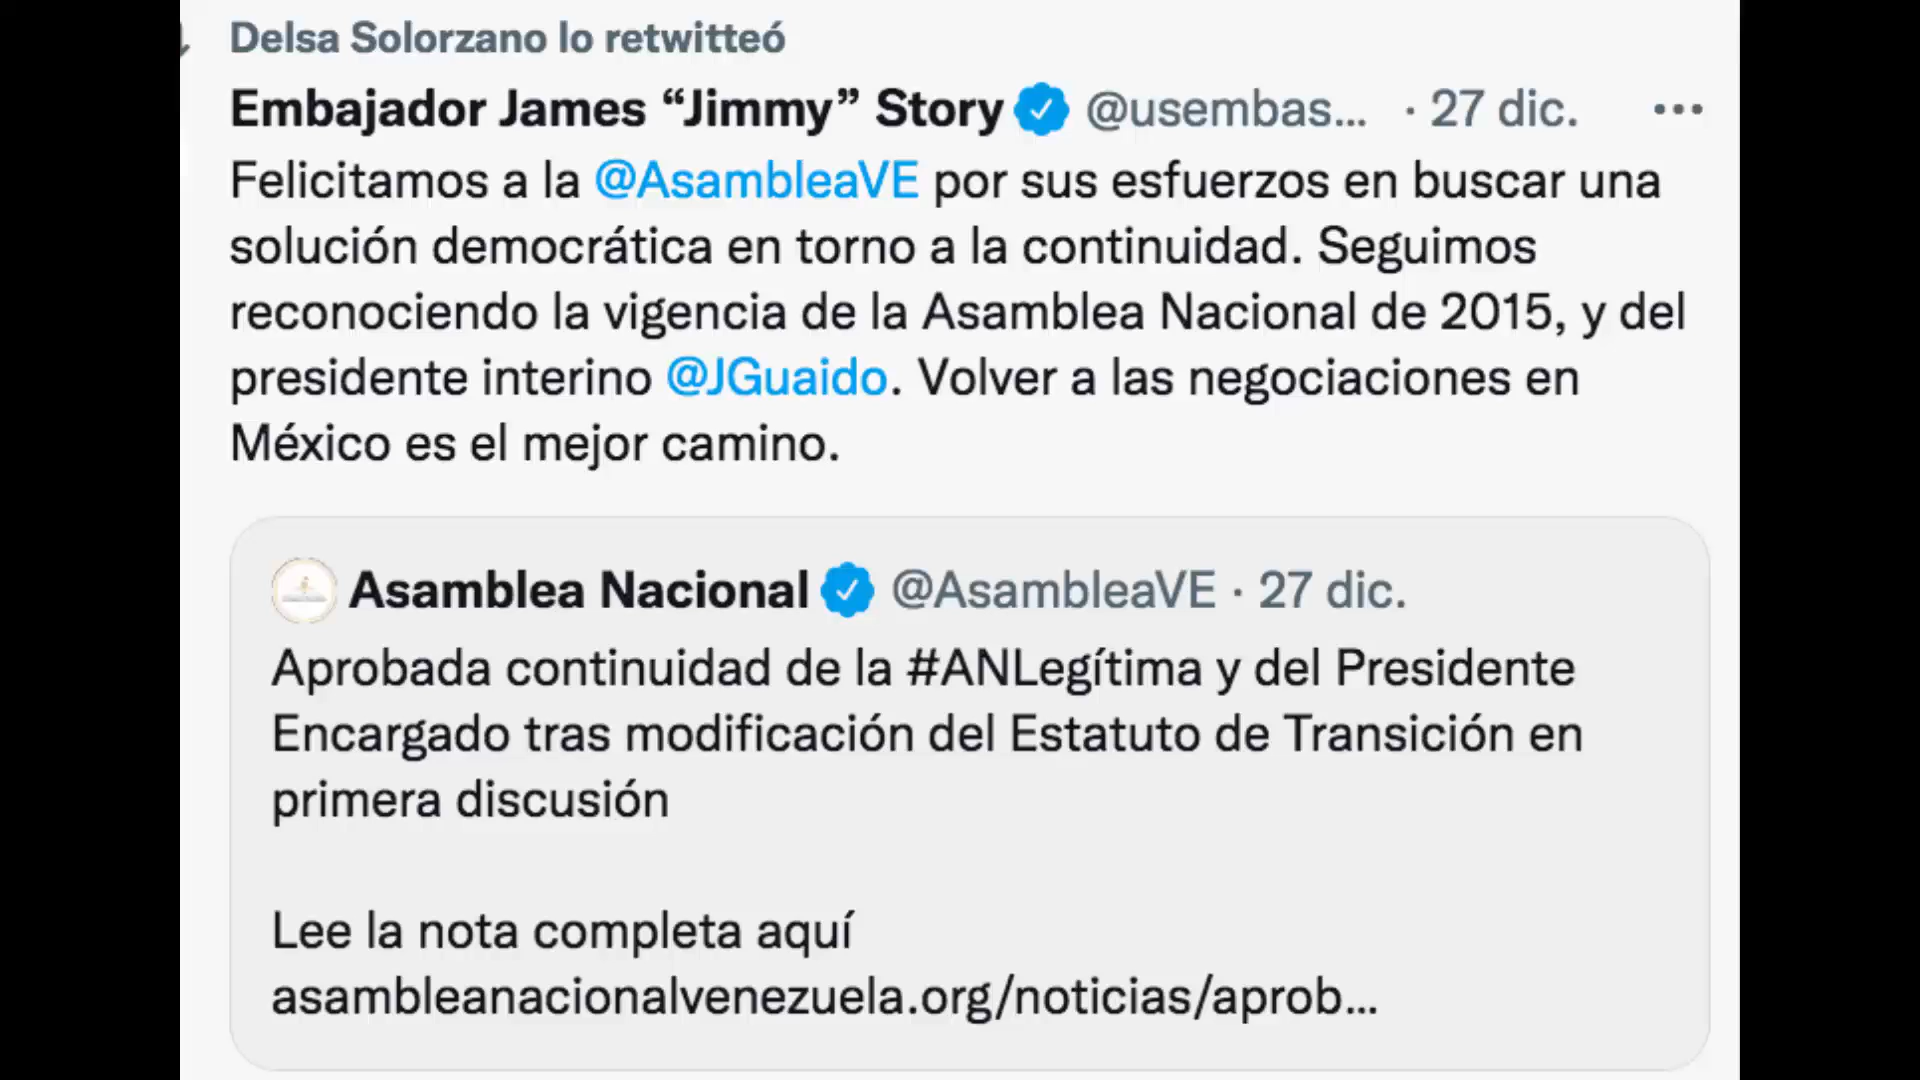 Delsa Solorzano lo retwitteó
Embajador James “Jimmy” Story @usembas... · 27 dic.
Felicitamos a la @AsambleaVE por sus esfuerzos en buscar una
solución democrática en torno a la continuidad. Seguimos
reconociendo la vigencia de la Asamblea Nacional de 2015, y del
presidente interino @JGuaido. Volver a las negociaciones en
México es el mejor camino.
Asamblea Nacional @AsambleaVE · 27 dic.
Aprobada continuidad de la #ANLegítima y del Presidente
Encargado tras modificación del Estatuto de Transición en
primera discusión
Lee la nota completa aquí
asambleanacionalvenezuela.org/noticias/aprob...